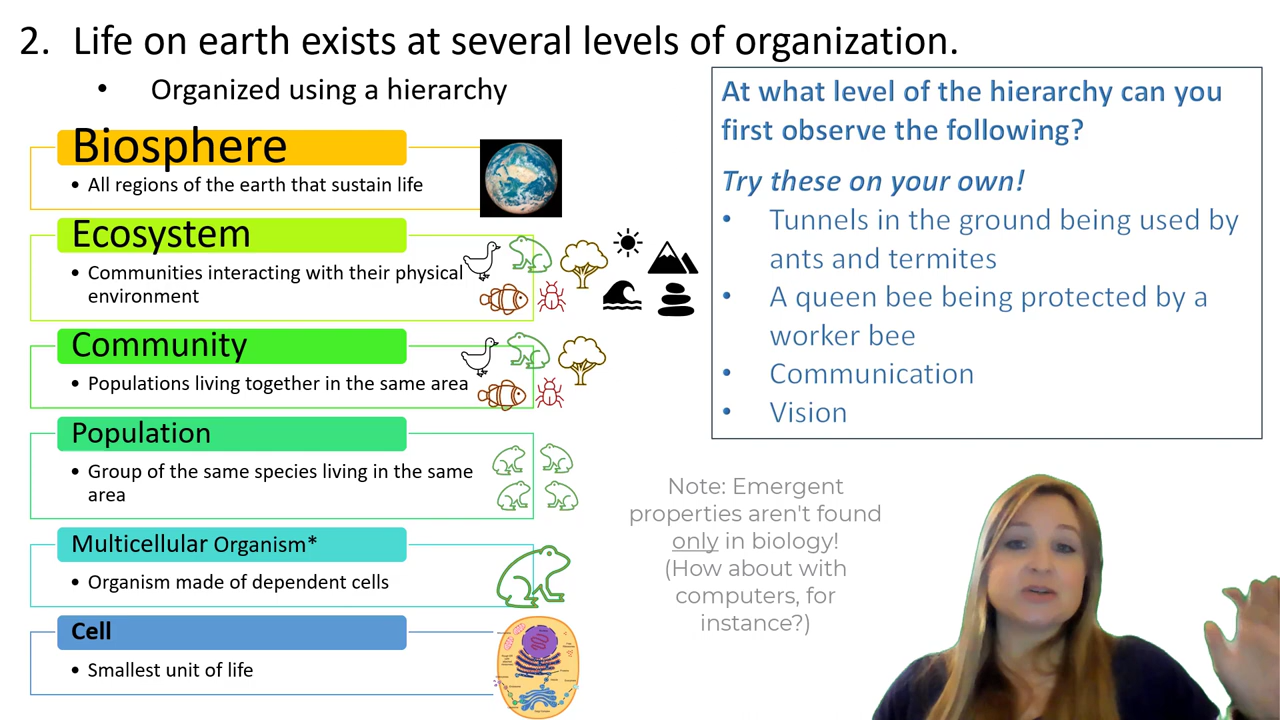 2. Life on earth exists at several levels of organization.
• Organized using a hierarchy
Biosphere
• All regions of the earth that sustain life
Ecosystem
• Communities interacting with their physical
environment
Community
• Populations living together in the same area
Population
• Group of the same species living in the same
area
Multicellular Organism*
• Organism made of dependent cells
Cell
• Smallest unit of life
At what level of the hierarchy can you
first observe the following?
Try these on your own!
• Tunnels in the ground being used by
ants and termites
• A queen bee being protected by a
worker bee
• Communication
• Vision
Note: Emergent
properties aren't found
only in biology!
(How about with
computers, for
instance?)